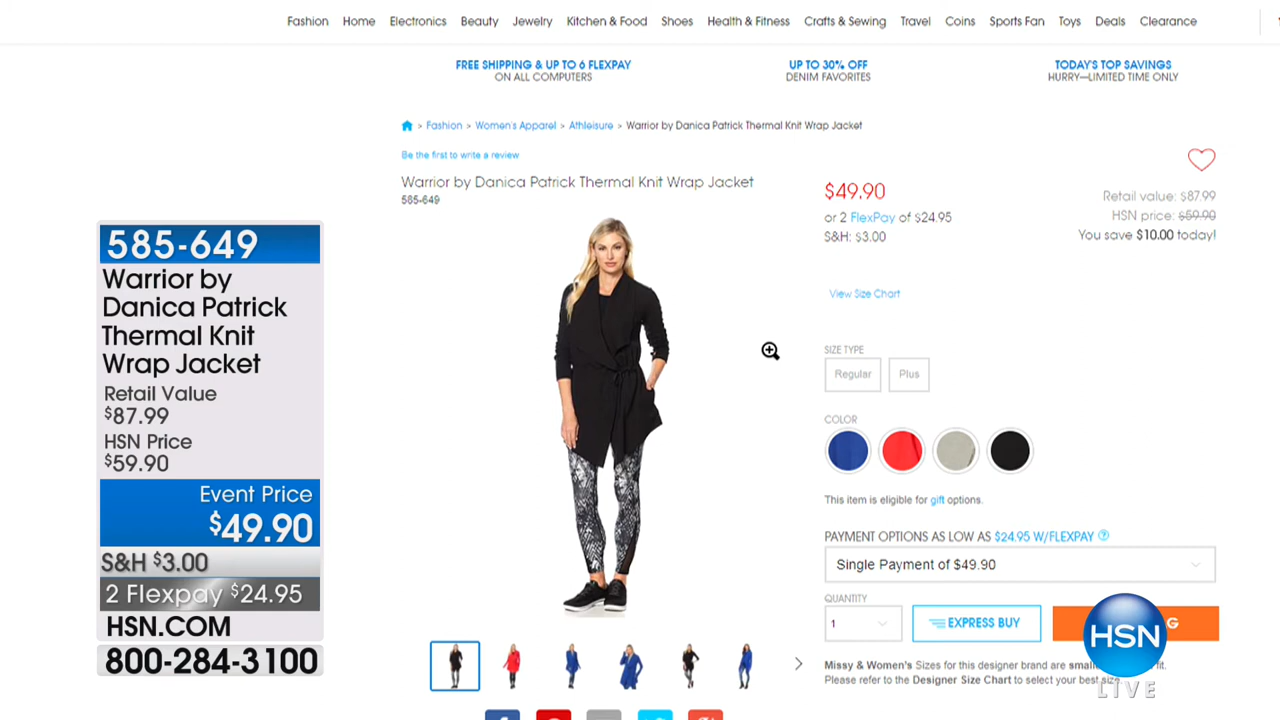 Fashion Home Electronics Beauty Jewelry Kitchen & Food Shoes Health & Fitness Crafts & Sewing Travel Coins Sports Fan Toys Deals Clearance
FREE SHIPPING & UP TO 6 FLEXPAY
ON ALL COMPUTERS
UP TO 30% OFF
DENIM FAVORITES
TODAY'S TOP SAVINGS
HURRY—LIMITED TIME ONLY
> Fashion > Women's Apparel > Athleisure > Warrior by Danica Patrick Thermal Knit Wrap Jacket
Be the first to write a review
Warrior by Danica Patrick Thermal Knit Wrap Jacket
585-649
$49.90
or 2 FlexPay of $24.95
S&H: $3.00
Retail value: $87.99
HSN price: $59.90
You save $10.00 today!
View Size Chart
SIZE TYPE
Regular Plus
COLOR
This item is eligible for gift options.
PAYMENT OPTIONS AS LOW AS $24.95 W/FLEXPAY ?
Single Payment of $49.90
QUANTITY
1
EXPRESS BUY
G
Missy & Women's Sizes for this designer brand are fit.
Please refer to the Designer Size Chart to select your best size.
585-649
Warrior by
Danica Patrick
Thermal Knit
Wrap Jacket
Retail Value
$87.99
HSN Price
$59.90
Event Price
$49.90
S&H $3.00
2 Flexpay $24.95
HSN.COM
800-284-3100
HSN
LIVE